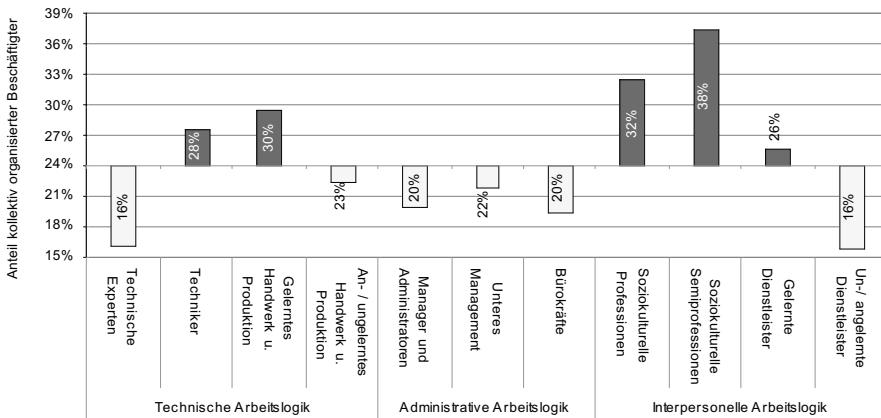 Anteil kollektiv organisierter Beschäftigter
39%
36%
33%
30%
27%
24%
21%
18%
15%
16%
28%
30%
23%
20%
22%
20%
32%
38%
26%
16%
Technische
Experten
Techniker
Gelerntes
Handwerk u.
Produktion
An- / ungelerntes
Handwerk u.
Produktion
Manager und
Administratoren
Unteres
Management
Bürokräfte
Soziokulturelle
Professionen
Soziokulturelle
Semiprofessionen
Gelernte
Dienstleister
Un-/ angelernte
Dienstleister
Technische Arbeitslogik
Administrative Arbeitslogik
Interpersonelle Arbeitslogik